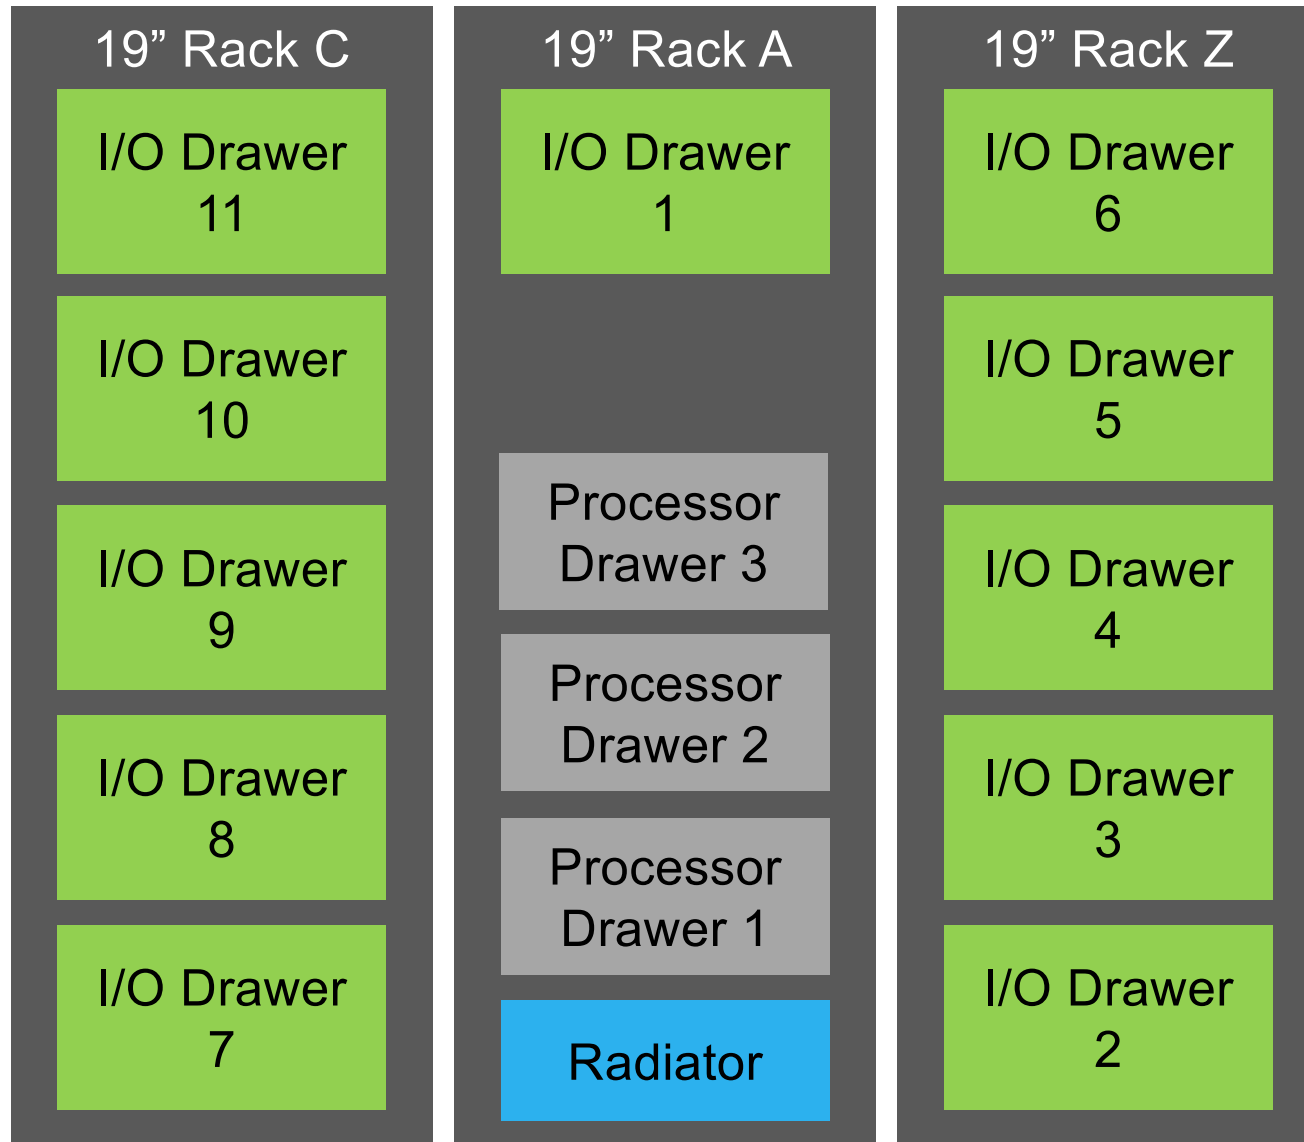 19” Rack C
I/O Drawer
11
I/O Drawer
10
I/O Drawer
9
I/O Drawer
8
I/O Drawer
7
19” Rack A
I/O Drawer
1
Processor
Drawer 3
Processor
Drawer 2
Processor
Drawer 1
Radiator
19” Rack Z
I/O Drawer
6
I/O Drawer
5
I/O Drawer
4
I/O Drawer
3
I/O Drawer
2